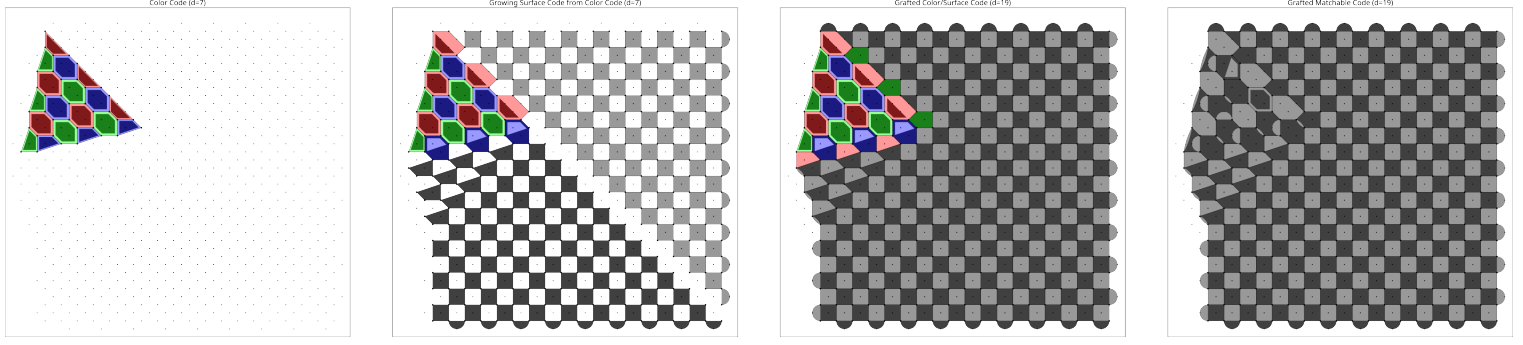 Color Code (d=7)
Growing Surface Code from Color Code (d=7)
Grafted Color/Surface Code (d=19)
Grafted Matchable Code (d=19)